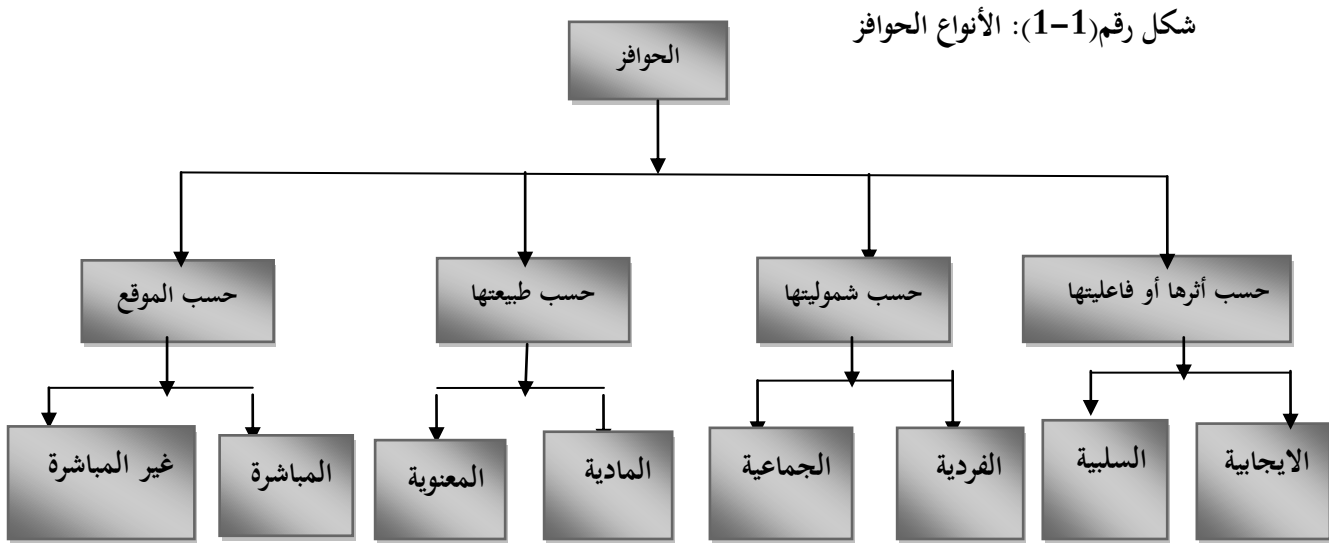 شكل رقم(1-1): الأنواع الحوافز
الحوافز
حسب أثرها أو فاعليتها
حسب شموليتها
حسب طبيعتها
حسب الموقع
الايجابية
السلبية
الفردية
الجماعية
المادية
المعنوية
المباشرة
غير المباشرة